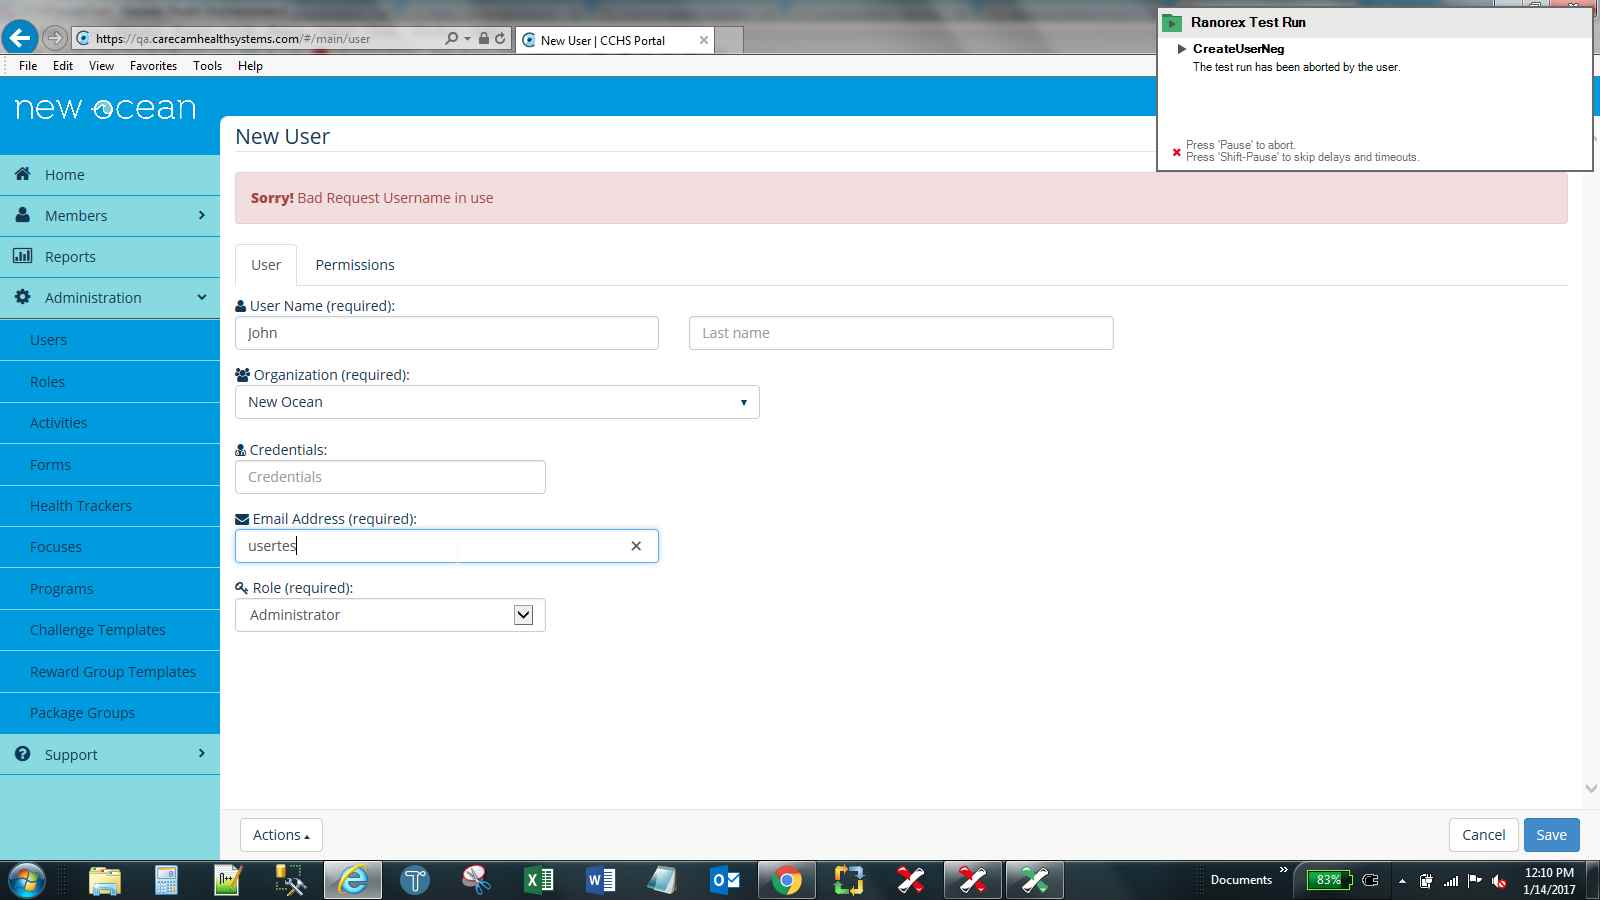 https://qa.carecamhealthsystems.com/#/main/user
New User | CCHS Portal
File Edit View Favorites Tools Help
Ranorex Test Run
CreateUserNeg
The test run has been aborted by the user.
Press 'Pause' to abort.
Press 'Shift-Pause' to skip delays and timeouts.
new ocean
Home
Members
Reports
Administration
Users
Roles
Activities
Forms
Health Trackers
Focuses
Programs
Challenge Templates
Reward Group Templates
Package Groups
Support
New User
Sorry! Bad Request Username in use
User Permissions
User Name (required):
John Last name
Organization (required):
New Ocean
Credentials:
Credentials
Email Address (required):
usertes
Role (required):
Administrator
Actions Cancel Save
Documents » 83% 12:10 PM
1/14/2017